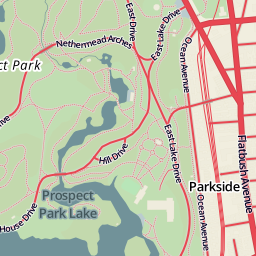 East Drive
Nethermead Arches
East Lake Drive
Ocean Avenue
ct Park
Hill Drive
East Lake Drive
Parkside
Flatbush Avenue
Prospect
Park Lake
House Drive
Ocean Avenue